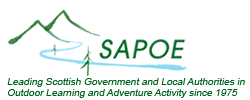 SAPOE
Leading Scottish Government and Local Authorities in
Outdoor Learning and Adventure Activity since 1975